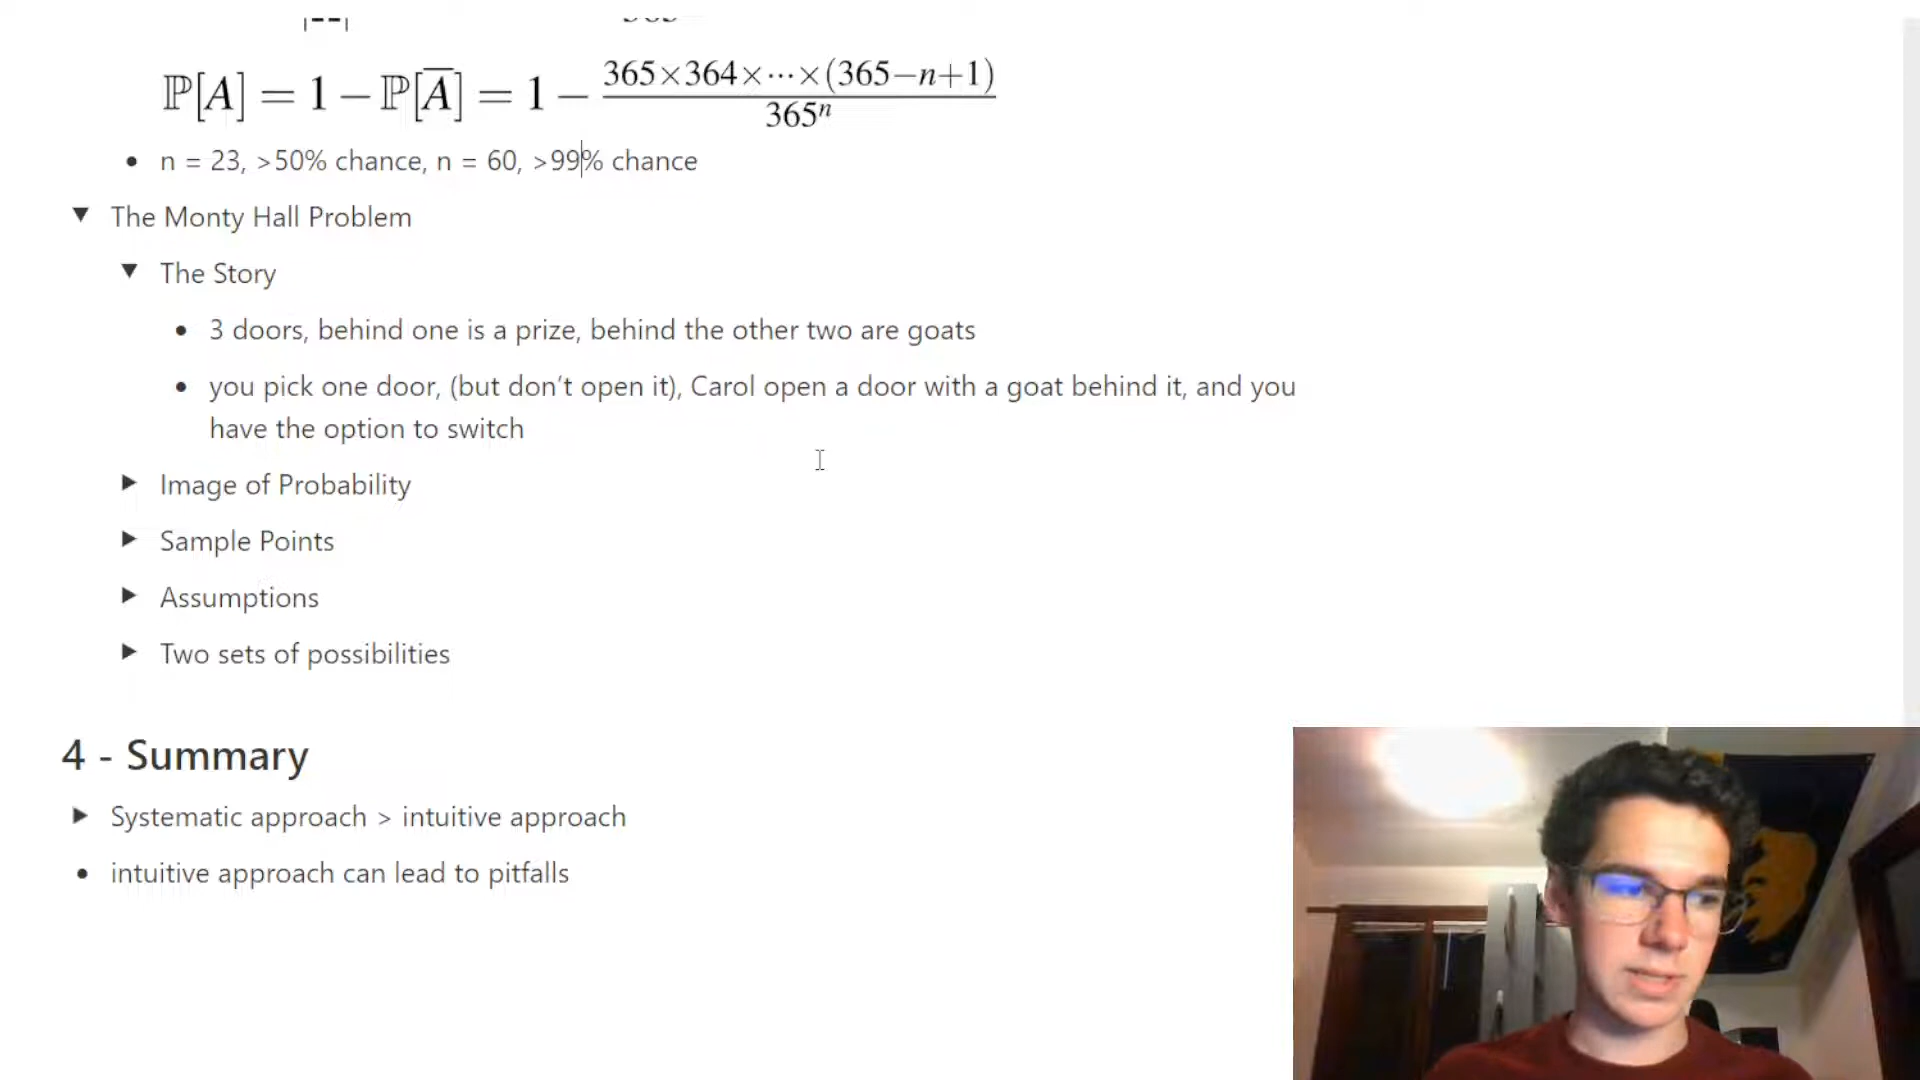 ℙ[A] = 1 − ℙ[A̅] = 1 − 365×364×⋯×(365−n+1) / 365ⁿ
• n = 23, >50% chance, n = 60, >99% chance
▼ The Monty Hall Problem
▼ The Story
• 3 doors, behind one is a prize, behind the other two are goats
• you pick one door, (but don’t open it), Carol open a door with a goat behind it, and you
have the option to switch
▶ Image of Probability
▶ Sample Points
▶ Assumptions
▶ Two sets of possibilities
4 - Summary
▶ Systematic approach > intuitive approach
• intuitive approach can lead to pitfalls